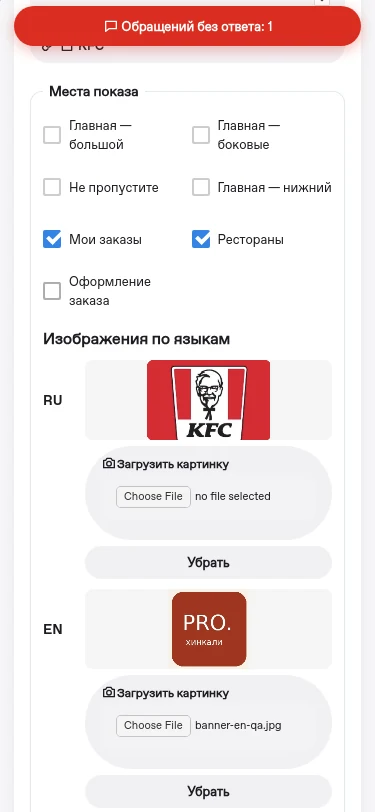 Обращений без ответа: 1
KFC
Места показа
Главная —
большой
Главная —
боковые
Не пропустите
Главная — нижний
Мои заказы
Рестораны
Оформление
заказа
Изображения по языкам
RU
KFC
Загрузить картинку
Choose File no file selected
Убрать
EN
PRO.
хинкали
Загрузить картинку
Choose File banner-en-qa.jpg
Убрать